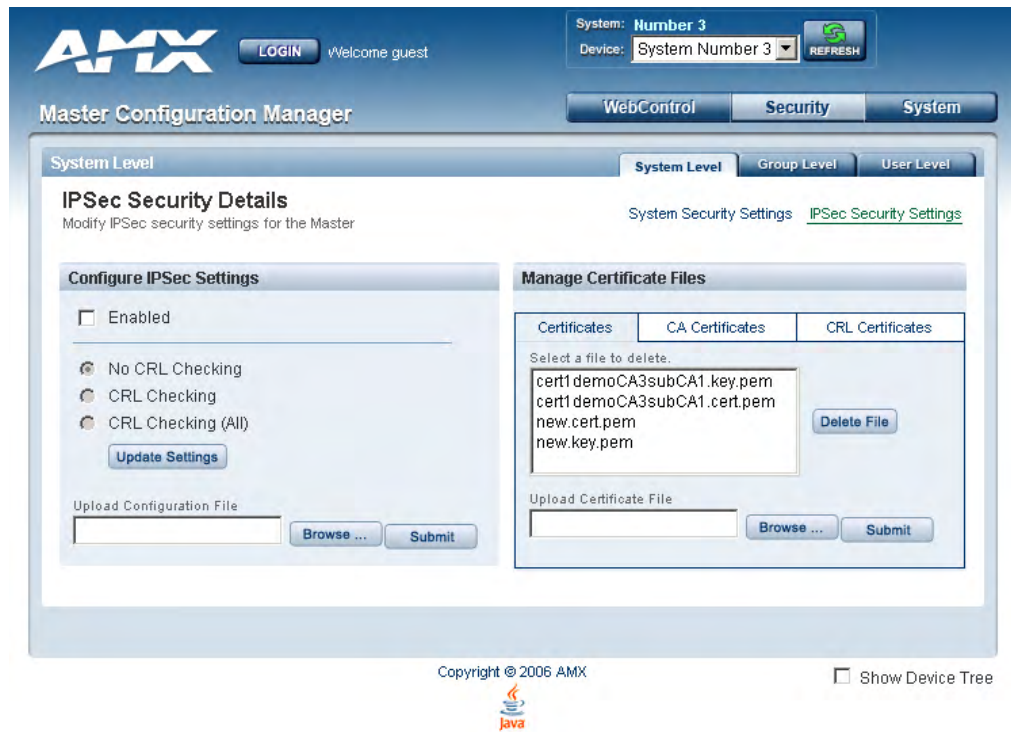 AMX LOGIN Welcome guest
System: Number 3
Device: System Number 3 REFRESH
Master Configuration Manager
WebControl Security System
System Level
System Level Group Level User Level
IPSec Security Details
Modify IPSec security settings for the Master
System Security Settings IPSec Security Settings
Configure IPSec Settings
Enabled
No CRL Checking
CRL Checking
CRL Checking (All)
Update Settings
Upload Configuration File
Browse ... Submit
Manage Certificate Files
Certificates CA Certificates CRL Certificates
Select a file to delete.
cert1demoCA3subCA1.key.pem
cert1demoCA3subCA1.cert.pem
new.cert.pem
new.key.pem
Delete File
Upload Certificate File
Browse ... Submit
Copyright © 2006 AMX
Java
Show Device Tree